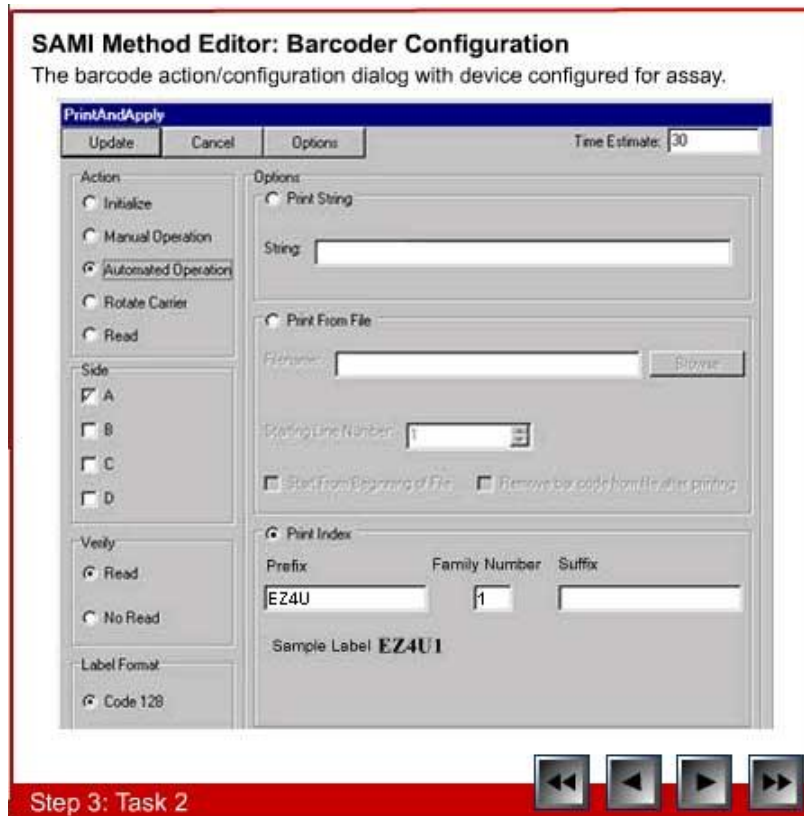 SAMI Method Editor: Barcoder Configuration
The barcode action/configuration dialog with device configured for assay.
PrintAndApply
Update Cancel Options Time Estimate: 30
Action
Initialize
Manual Operation
Automated Operation
Rotate Carrier
Read
Side
A
B
C
D
Verify
Read
No Read
Label Format
Code 128
Options
Print String
String:
Print From File
Filename: Browse
Starting Line Number: 1
Start From Beginning of File Remove bar code from file after printing
Print Index
Prefix Family Number Suffix
EZ4U 1
Sample Label EZ4U1
Step 3: Task 2